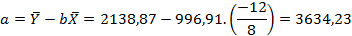 a = Ȳ − bX̄ = 2138,87 − 996,91. (−12/8) = 3634,23